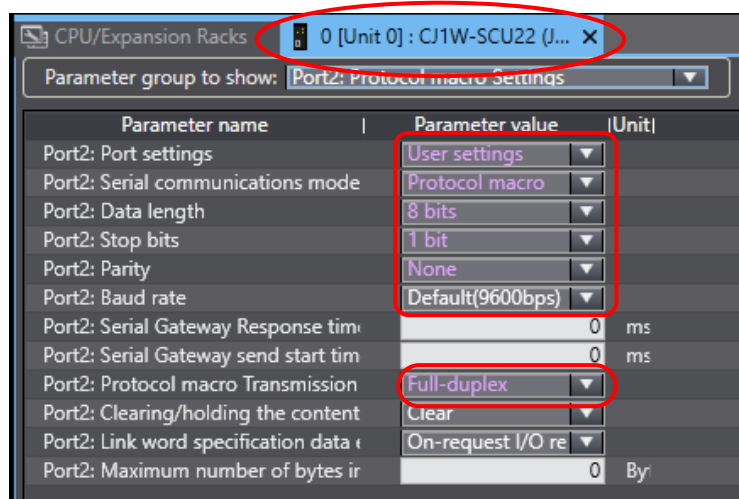 CPU/Expansion Racks 0 [Unit 0] : CJ1W-SCU22 (J... ×
Parameter group to show: Port2: Protocol macro Settings
Parameter name Parameter value Unit
Port2: Port settings User settings
Port2: Serial communications mode Protocol macro
Port2: Data length 8 bits
Port2: Stop bits 1 bit
Port2: Parity None
Port2: Baud rate Default(9600bps)
Port2: Serial Gateway Response tim 0 ms
Port2: Serial Gateway send start tim 0 ms
Port2: Protocol macro Transmission Full-duplex
Port2: Clearing/holding the content Clear
Port2: Link word specification data On-request I/O re
Port2: Maximum number of bytes ir 0 By